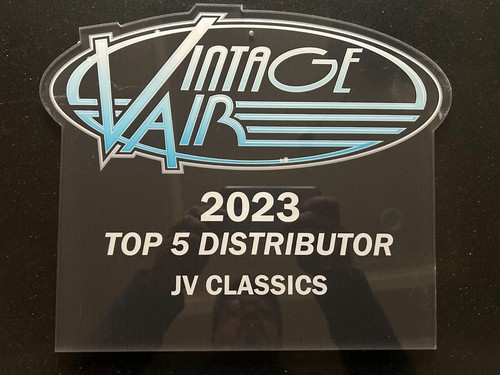 VINTAGE
AIR
2023
TOP 5 DISTRIBUTOR
JV CLASSICS